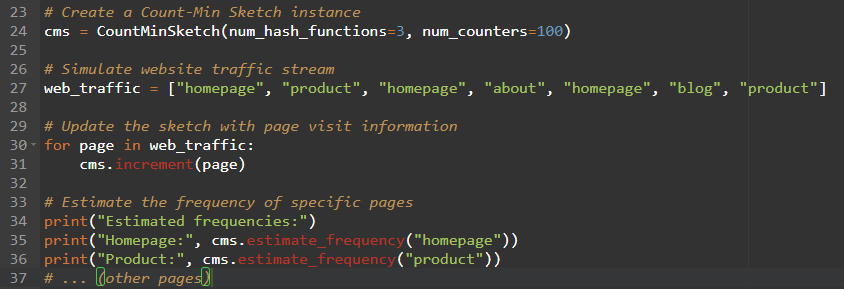 23 # Create a Count-Min Sketch instance
24 cms = CountMinSketch(num_hash_functions=3, num_counters=100)
25
26 # Simulate website traffic stream
27 web_traffic = ["homepage", "product", "homepage", "about", "homepage", "blog", "product"]
28
29 # Update the sketch with page visit information
30 for page in web_traffic:
31     cms.increment(page)
32
33 # Estimate the frequency of specific pages
34 print("Estimated frequencies:")
35 print("Homepage:", cms.estimate_frequency("homepage"))
36 print("Product:", cms.estimate_frequency("product"))
37 # ... (other pages)